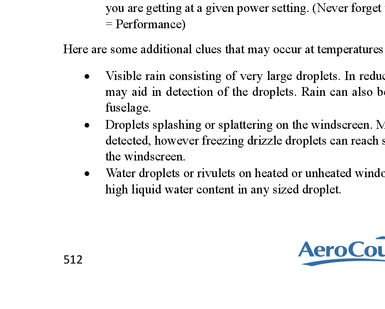 you are getting at a given power setting. (Never forget
= Performance)
Here are some additional clues that may occur at temperatures
• Visible rain consisting of very large droplets. In reduc
may aid in detection of the droplets. Rain can also be
fuselage.
• Droplets splashing or splattering on the windscreen. M
detected, however freezing drizzle droplets can reach s
the windscreen.
• Water droplets or rivulets on heated or unheated windo
high liquid water content in any sized droplet.
512
AeroCou